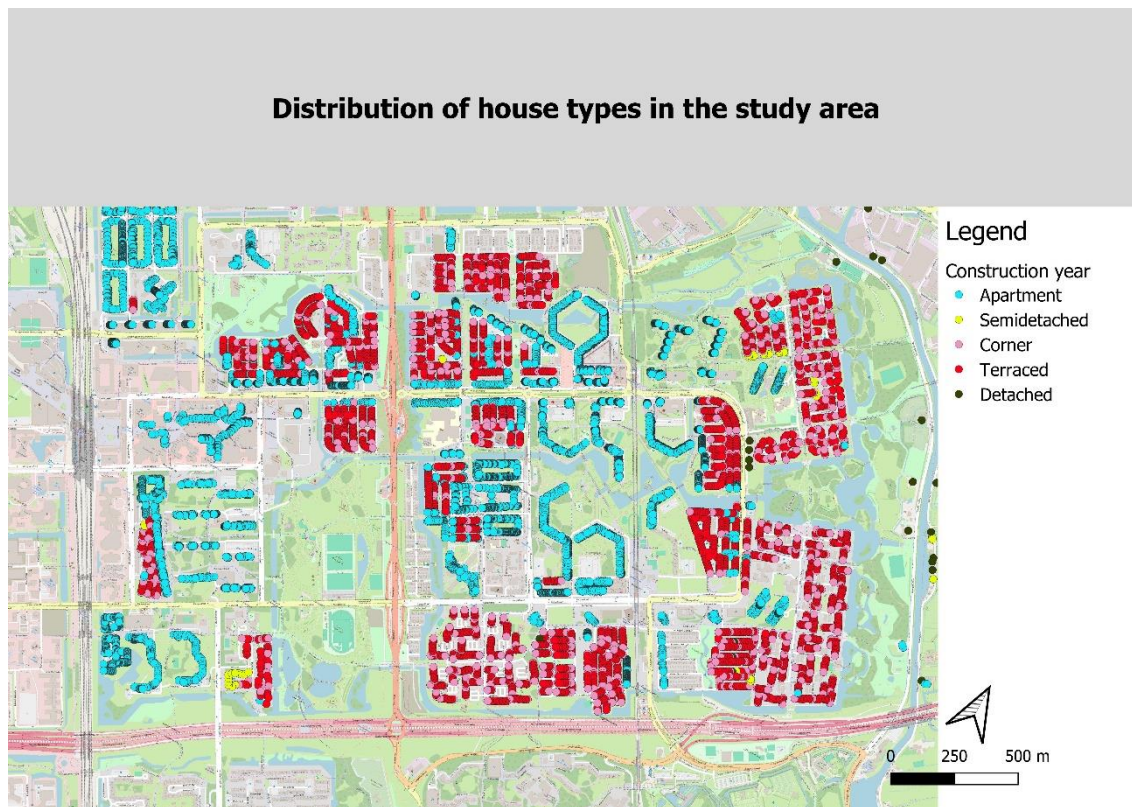 Distribution of house types in the study area
Legend
Construction year
Apartment
Semidetached
Corner
Terraced
Detached
0 250 500 m